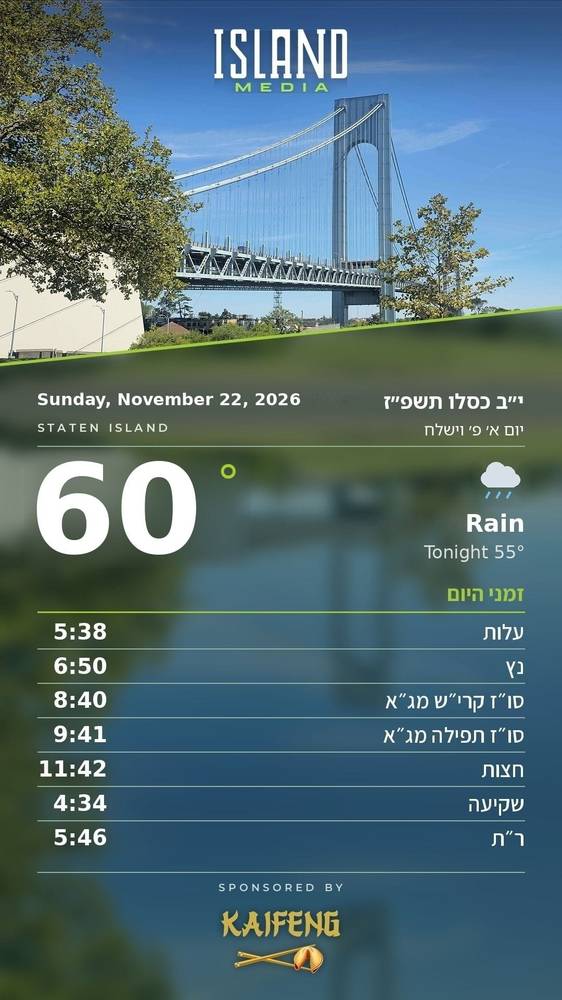 ISLAND
MEDIA
Sunday, November 22, 2026
י״ב כסלו תשפ״ז
STATEN ISLAND
יום א׳ פ׳ וישלח
60°
Rain
Tonight 55°
זמני היום
5:38 עלות
6:50 נץ
8:40 סו״ז קרי״ש מג״א
9:41 סו״ז תפילה מג״א
11:42 חצות
4:34 שקיעה
5:46 ר״ת
SPONSORED BY
KAIFENG